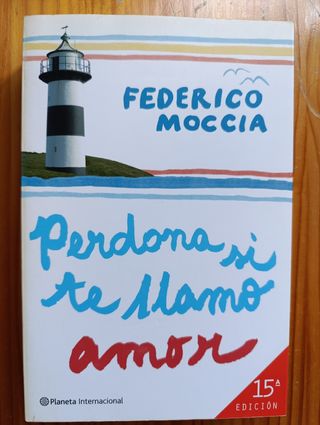 FEDERICO
MOCCIA
Perdona si
te llamo
amor
Planeta Internacional
15ª
EDICIÓN